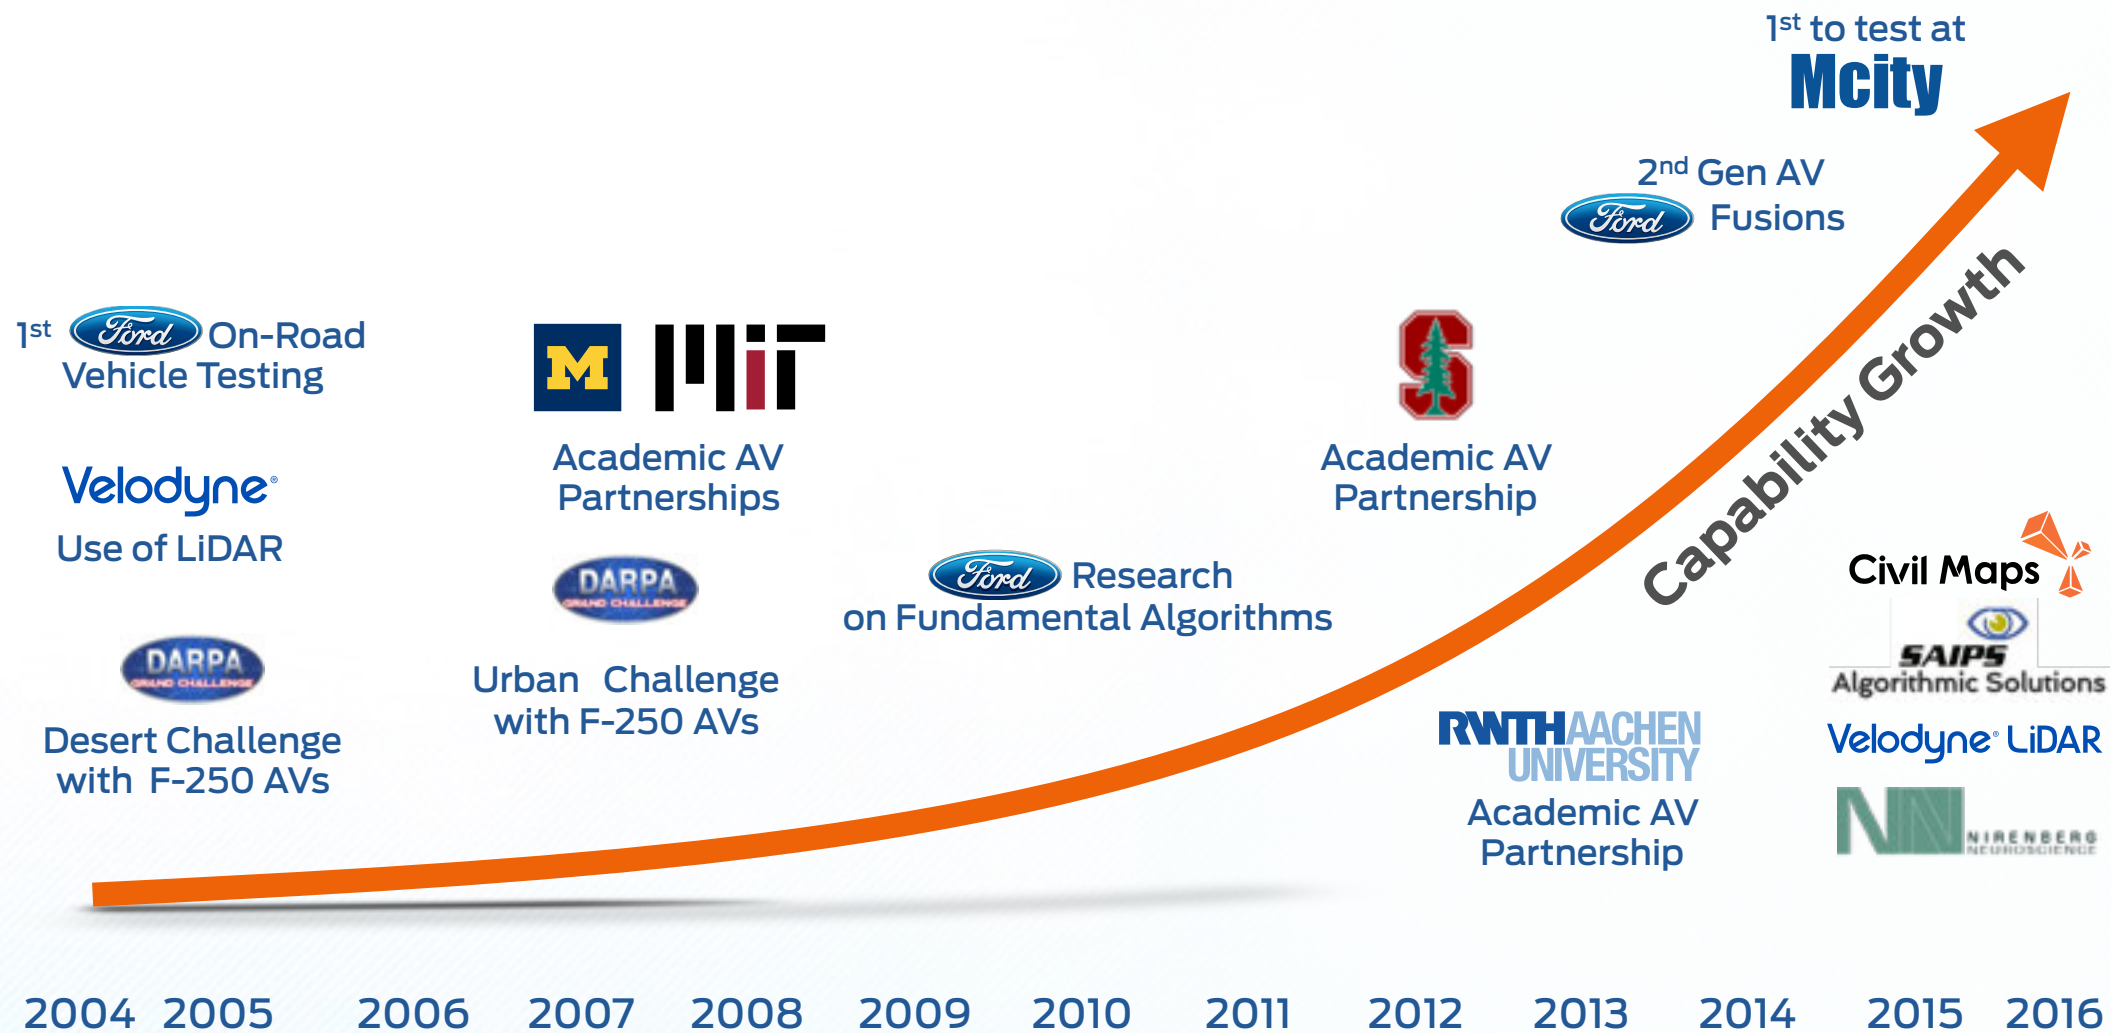 1st to test at
Mcity
2nd Gen AV
Ford Fusions
1st Ford On-Road
Vehicle Testing
M MIT
S
Capability Growth
Academic AV
Partnerships
Academic AV
Partnership
Velodyne®
Use of LiDAR
DARPA
GRAND CHALLENGE
Ford Research
on Fundamental Algorithms
Civil Maps
DARPA
GRAND CHALLENGE
SAIPS
Algorithmic Solutions
Urban Challenge
with F-250 AVs
Desert Challenge
with F-250 AVs
RWTHAACHEN
UNIVERSITY
Velodyne® LiDAR
Academic AV
Partnership
NN NIRENBERG
NEUROSCIENCE
2004 2005 2006 2007 2008 2009 2010 2011 2012 2013 2014 2015 2016